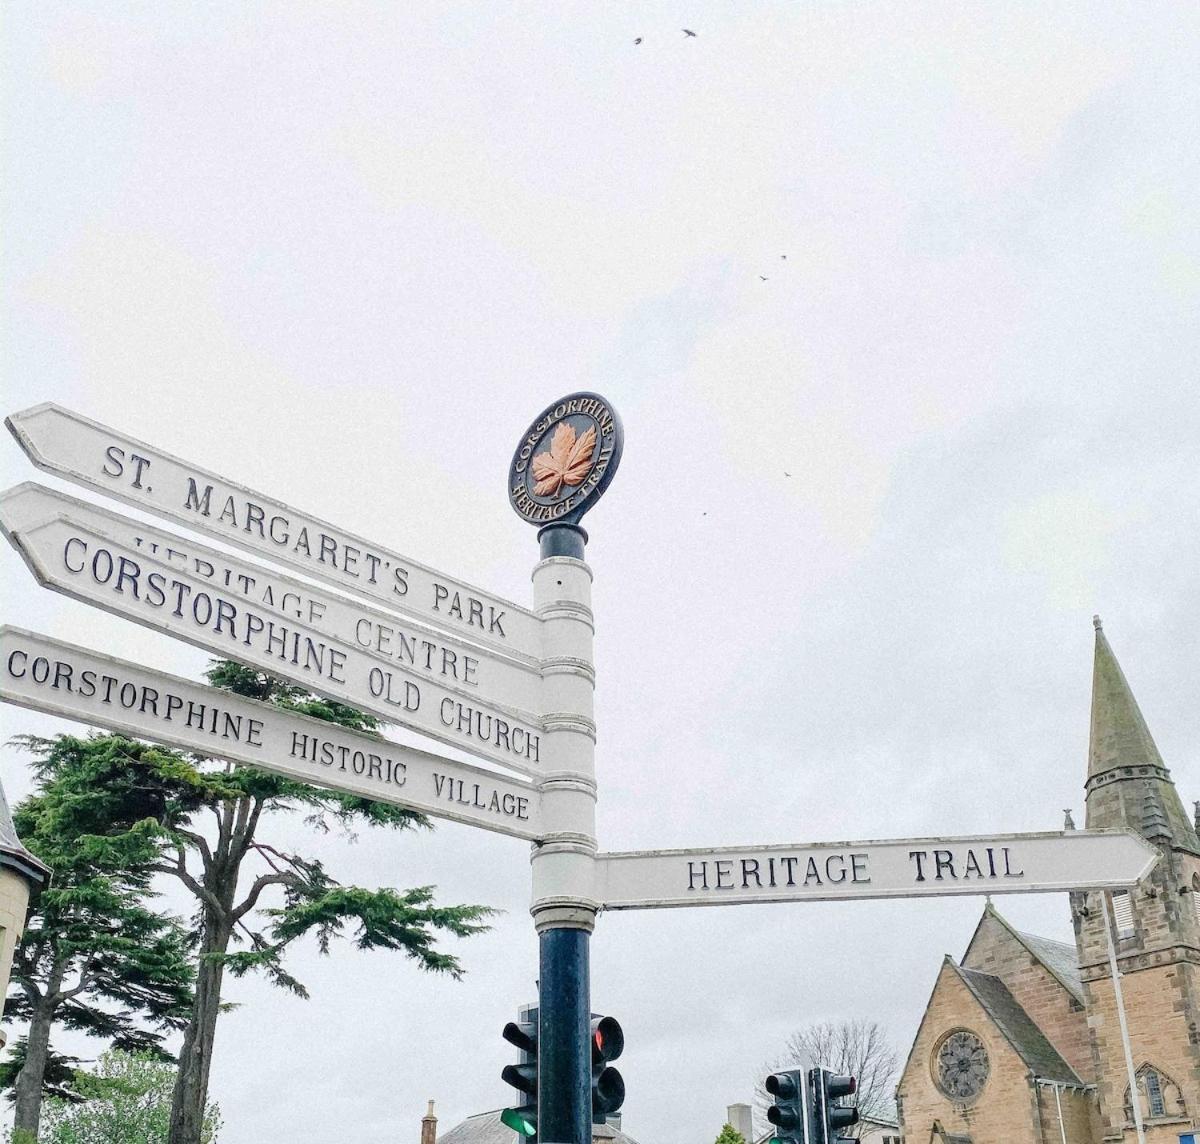 CORSTORPHINE
HERITAGE TRAIL
ST. MARGARET'S PARK
HERITAGE CENTRE
CORSTORPHINE OLD CHURCH
CORSTORPHINE HISTORIC VILLAGE
HERITAGE TRAIL